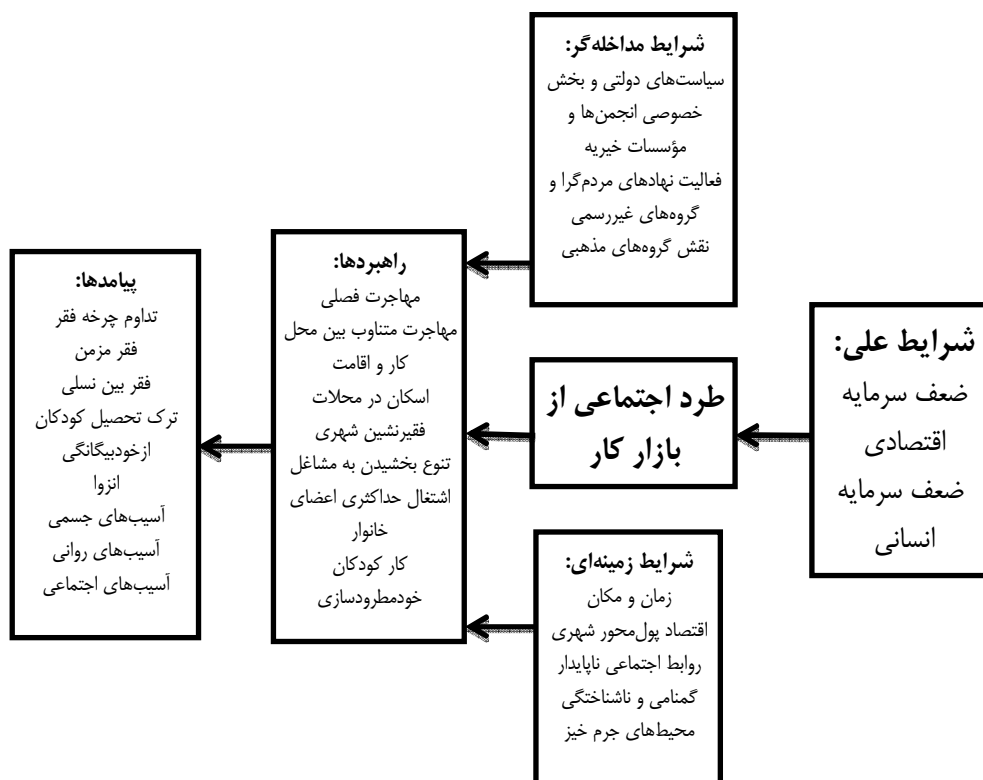 شرایط علی:
ضعف سرمایه
اقتصادی
ضعف سرمایه
انسانی
شرایط مداخله‌گر:
سیاست‌های دولتی و بخش
خصوصی انجمن‌ها و
مؤسسات خیریه
فعالیت نهادهای مردم‌گرا و
گروه‌های غیررسمی
نقش گروه‌های مذهبی
طرد اجتماعی از
بازار کار
شرایط زمینه‌ای:
زمان و مکان
اقتصاد پول‌محور شهری
روابط اجتماعی ناپایدار
گمنامی و ناشناختگی
محیط‌های جرم خیز
راهبردها:
مهاجرت فصلی
مهاجرت متناوب بین محل
کار و اقامت
اسکان در محلات
فقیرنشین شهری
تنوع بخشیدن به مشاغل
اشتغال حداکثری اعضای
خانوار
کار کودکان
خودمطرودسازی
پیامدها:
تداوم چرخه فقر
فقر مزمن
فقر بین نسلی
ترک تحصیل کودکان
ازخودبیگانگی
انزوا
آسیب‌های جسمی
آسیب‌های روانی
آسیب‌های اجتماعی